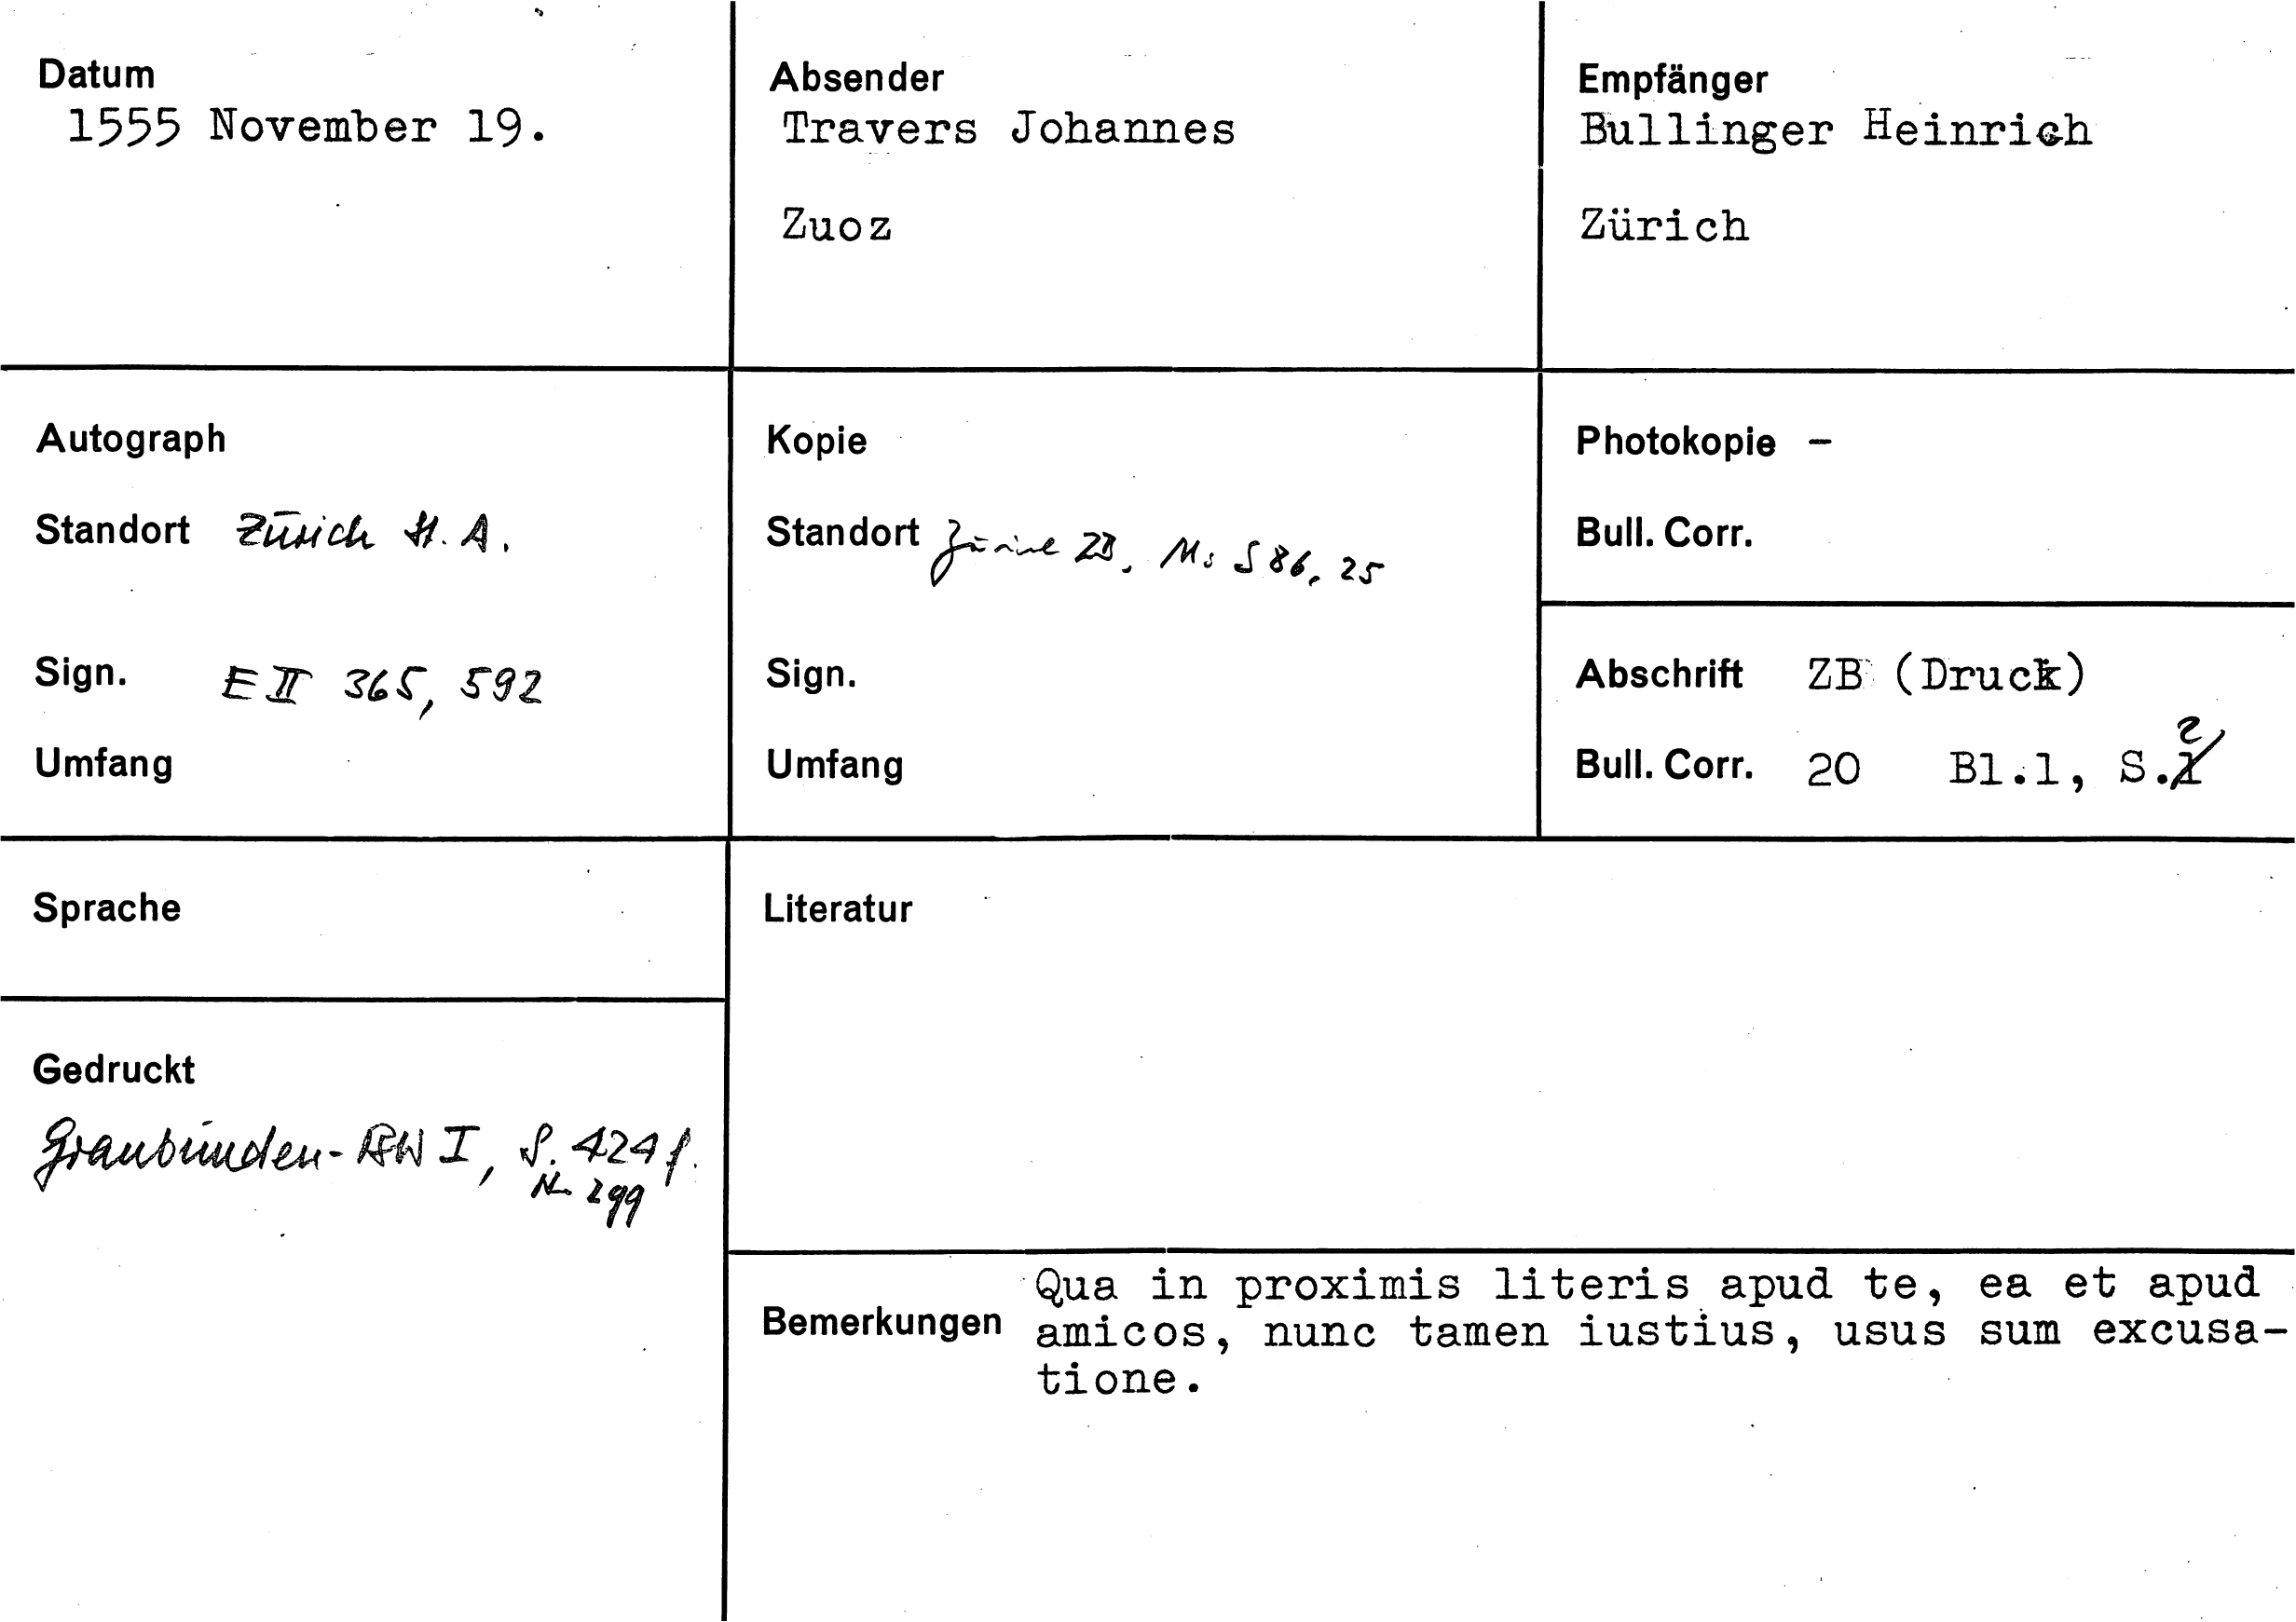 Datum
1555 November 19.
Absender
Travers Johannes
Zuoz
Empfänger
Bullinger Heinrich
Zürich
Autograph
Standort Zürich St. A.
Sign. E II 365, 592
Umfang
Kopie
Standort Zürich ZB, Ms S 86, 25
Sign.
Umfang
Photokopie –
Bull. Corr.
Abschrift ZB (Druck)
Bull. Corr. 20 Bl.1, S.2
Sprache
Literatur
Gedruckt
Graubünden-BW I, S. 424 f.
Nr. 299
Bemerkungen
Qua in proximis literis apud te, ea et apud
amicos, nunc tamen iustius, usus sum excusa-
tione.